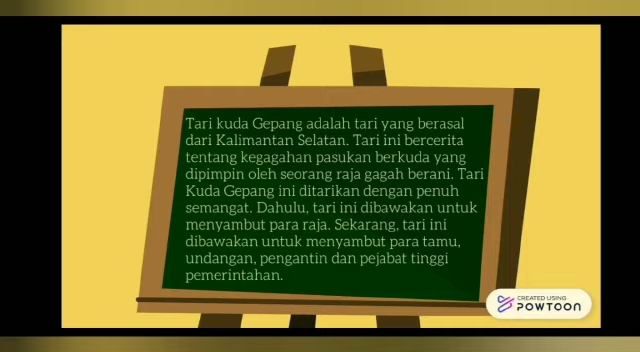 Tari kuda Gepang adalah tari yang berasal
dari Kalimantan Selatan. Tari ini bercerita
tentang kegagahan pasukan berkuda yang
dipimpin oleh seorang raja gagah berani. Tari
Kuda Gepang ini ditarikan dengan penuh
semangat. Dahulu, tari ini dibawakan untuk
menyambut para raja. Sekarang, tari ini
dibawakan untuk menyambut para tamu,
undangan, pengantin dan pejabat tinggi
pemerintahan.
CREATED USING
POWTOON